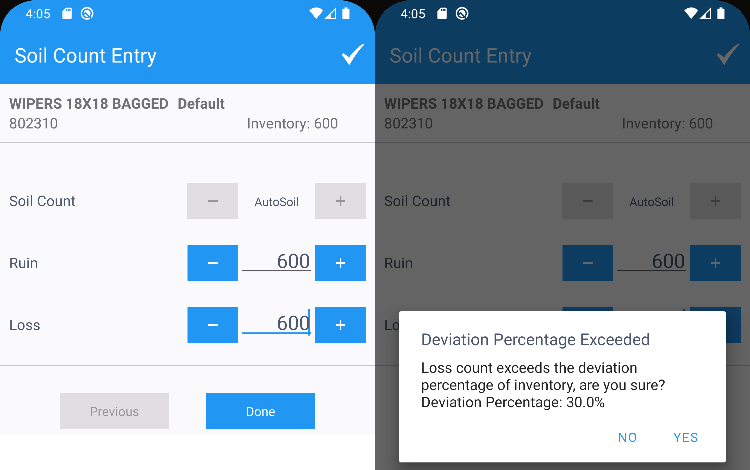 4:05
Soil Count Entry
WIPERS 18X18 BAGGED Default
802310 Inventory: 600
Soil Count − AutoSoil +
Ruin − 600 +
Loss − 600 +
Previous Done
4:05
Soil Count Entry
WIPERS 18X18 BAGGED Default
802310 Inventory: 600
Soil Count − AutoSoil +
Ruin − 600 +
Lo
Deviation Percentage Exceeded
Loss count exceeds the deviation
percentage of inventory, are you sure?
Deviation Percentage: 30.0%
NO YES